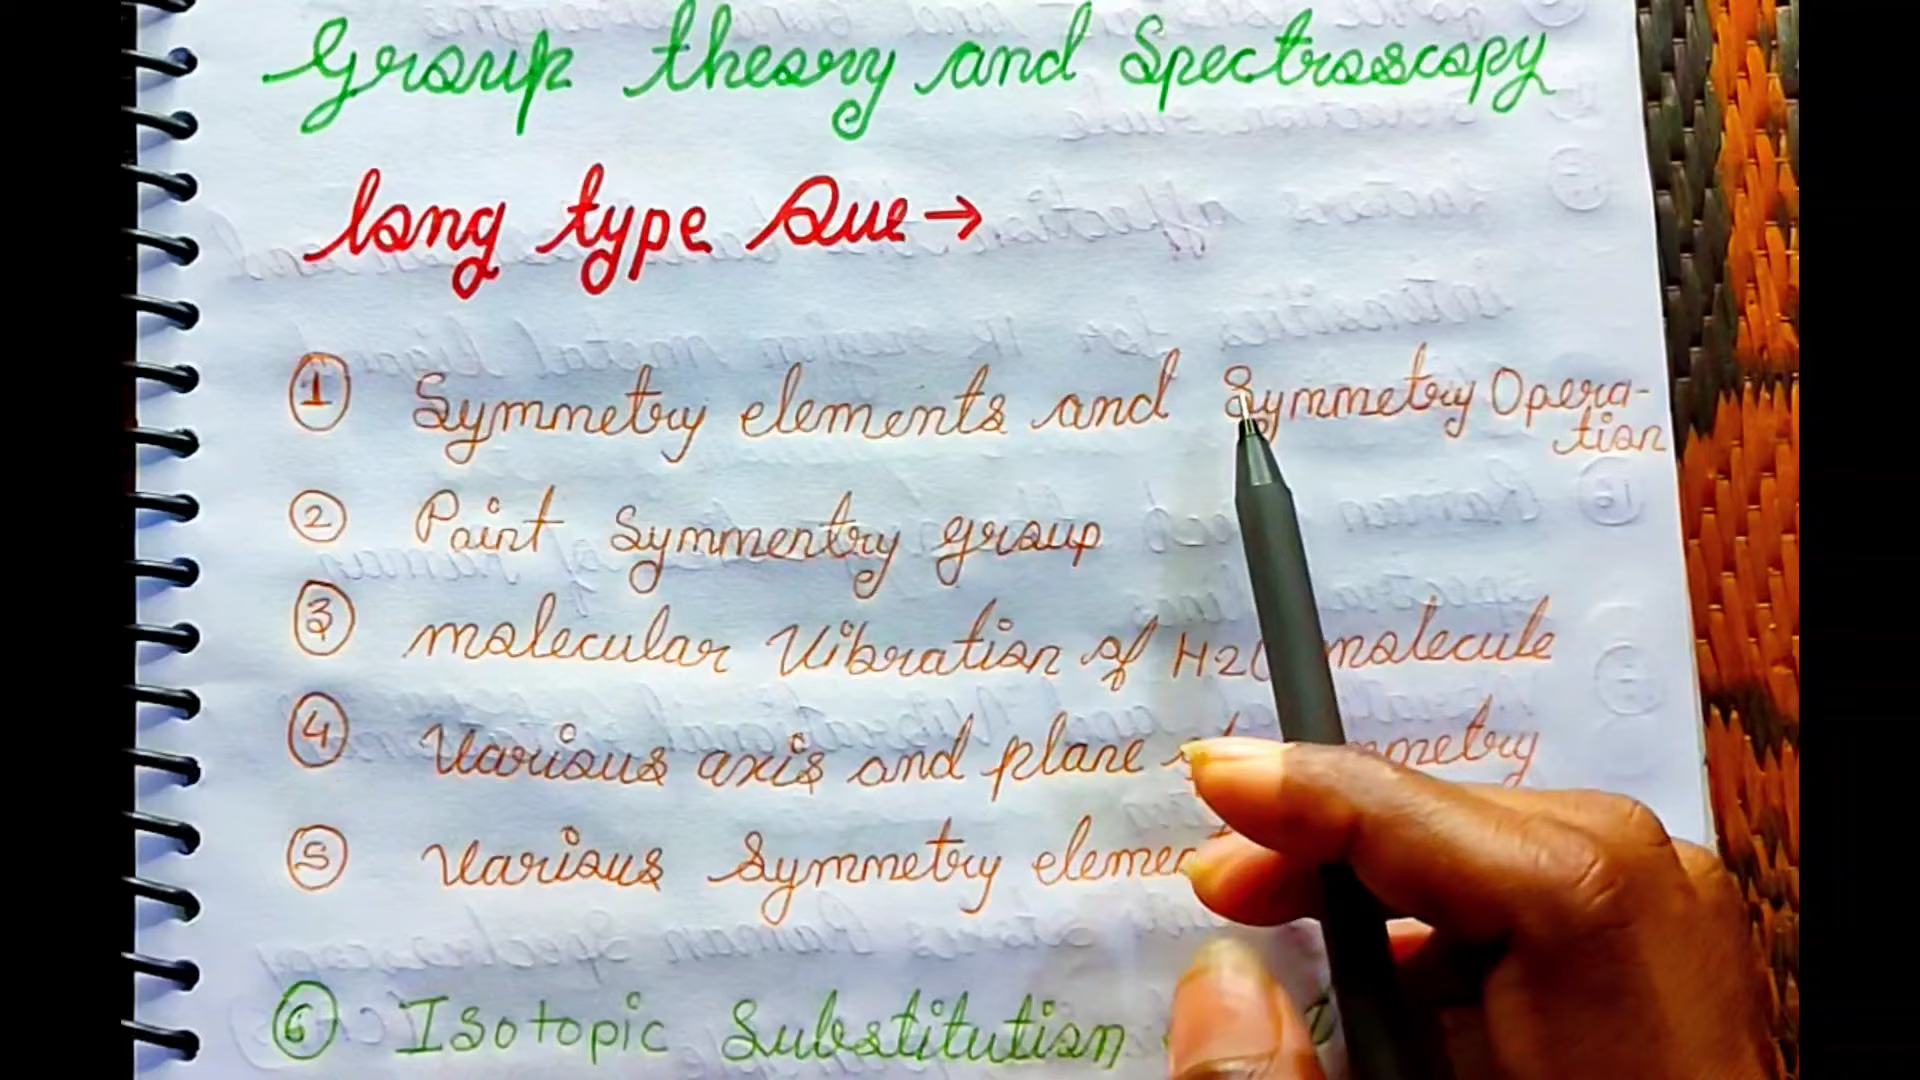 Group theory and Spectroscopy
long type Que →
① Symmetry elements and Symmetry Opera-
tion
② Point Symmentry group
③ molecular Vibration of H2O molecule
④ Various axis and plane
⑤ Various Symmetry
⑥ Isotopic Substitution